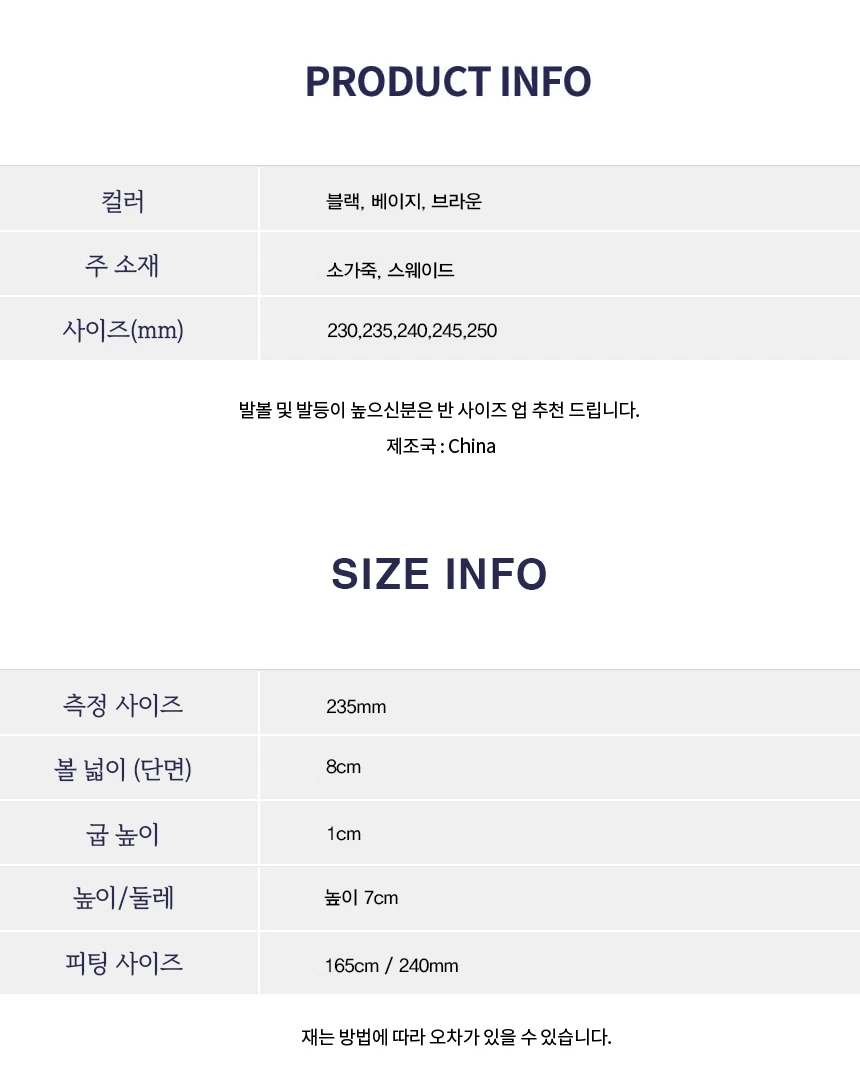 PRODUCT INFO
컬러 블랙, 베이지, 브라운
주 소재 소가죽, 스웨이드
사이즈(mm) 230,235,240,245,250
발볼 및 발등이 높으신분은 반 사이즈 업 추천 드립니다.
제조국 : China
SIZE INFO
측정 사이즈 235mm
볼 넓이 (단면) 8cm
굽 높이 1cm
높이/둘레 높이 7cm
피팅 사이즈 165cm / 240mm
재는 방법에 따라 오차가 있을 수 있습니다.